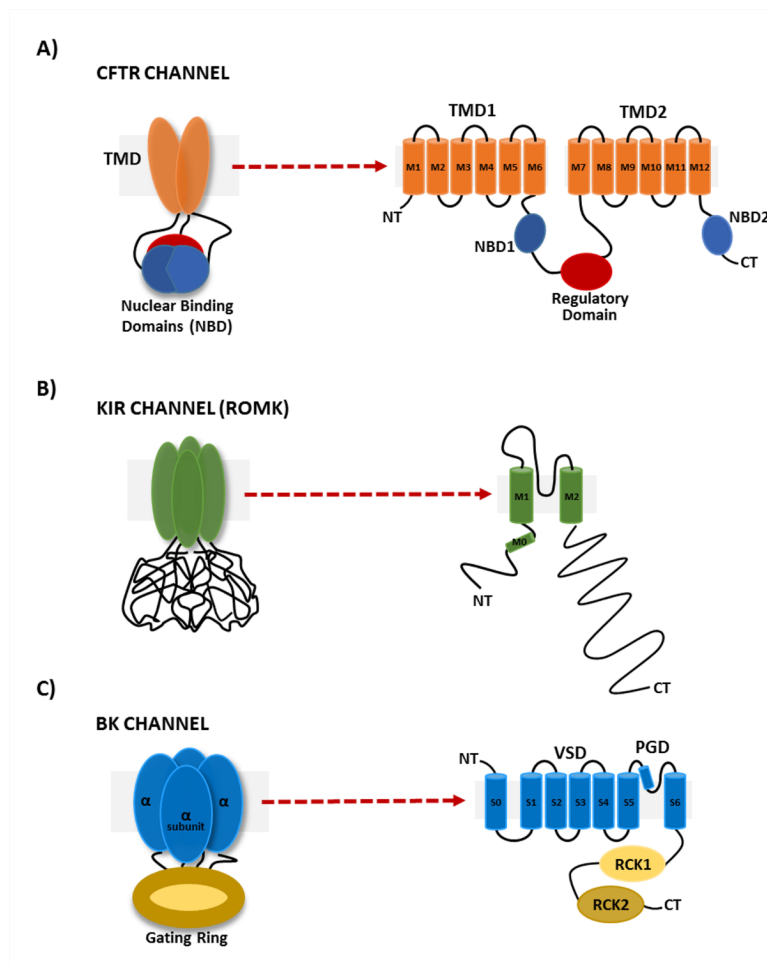 A)
CFTR CHANNEL
TMD
TMD1
TMD2
M1 M2 M3 M4 M5 M6
M7 M8 M9 M10 M11 M12
NT
NBD1
NBD2
CT
Regulatory
Domain
Nuclear Binding
Domains (NBD)
B)
KIR CHANNEL (ROMK)
M1
M2
M0
NT
CT
C)
BK CHANNEL
α
α
α
subunit
Gating Ring
NT
VSD
PGD
S0 S1 S2 S3 S4 S5 S6
RCK1
RCK2
CT